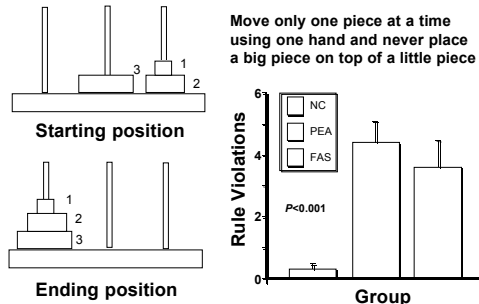 Move only one piece at a time
using one hand and never place
a big piece on top of a little piece
3
1
2
Starting position
1
2
3
Ending position
6
4
2
0
Rule Violations
NC
PEA
FAS
P<0.001
Group